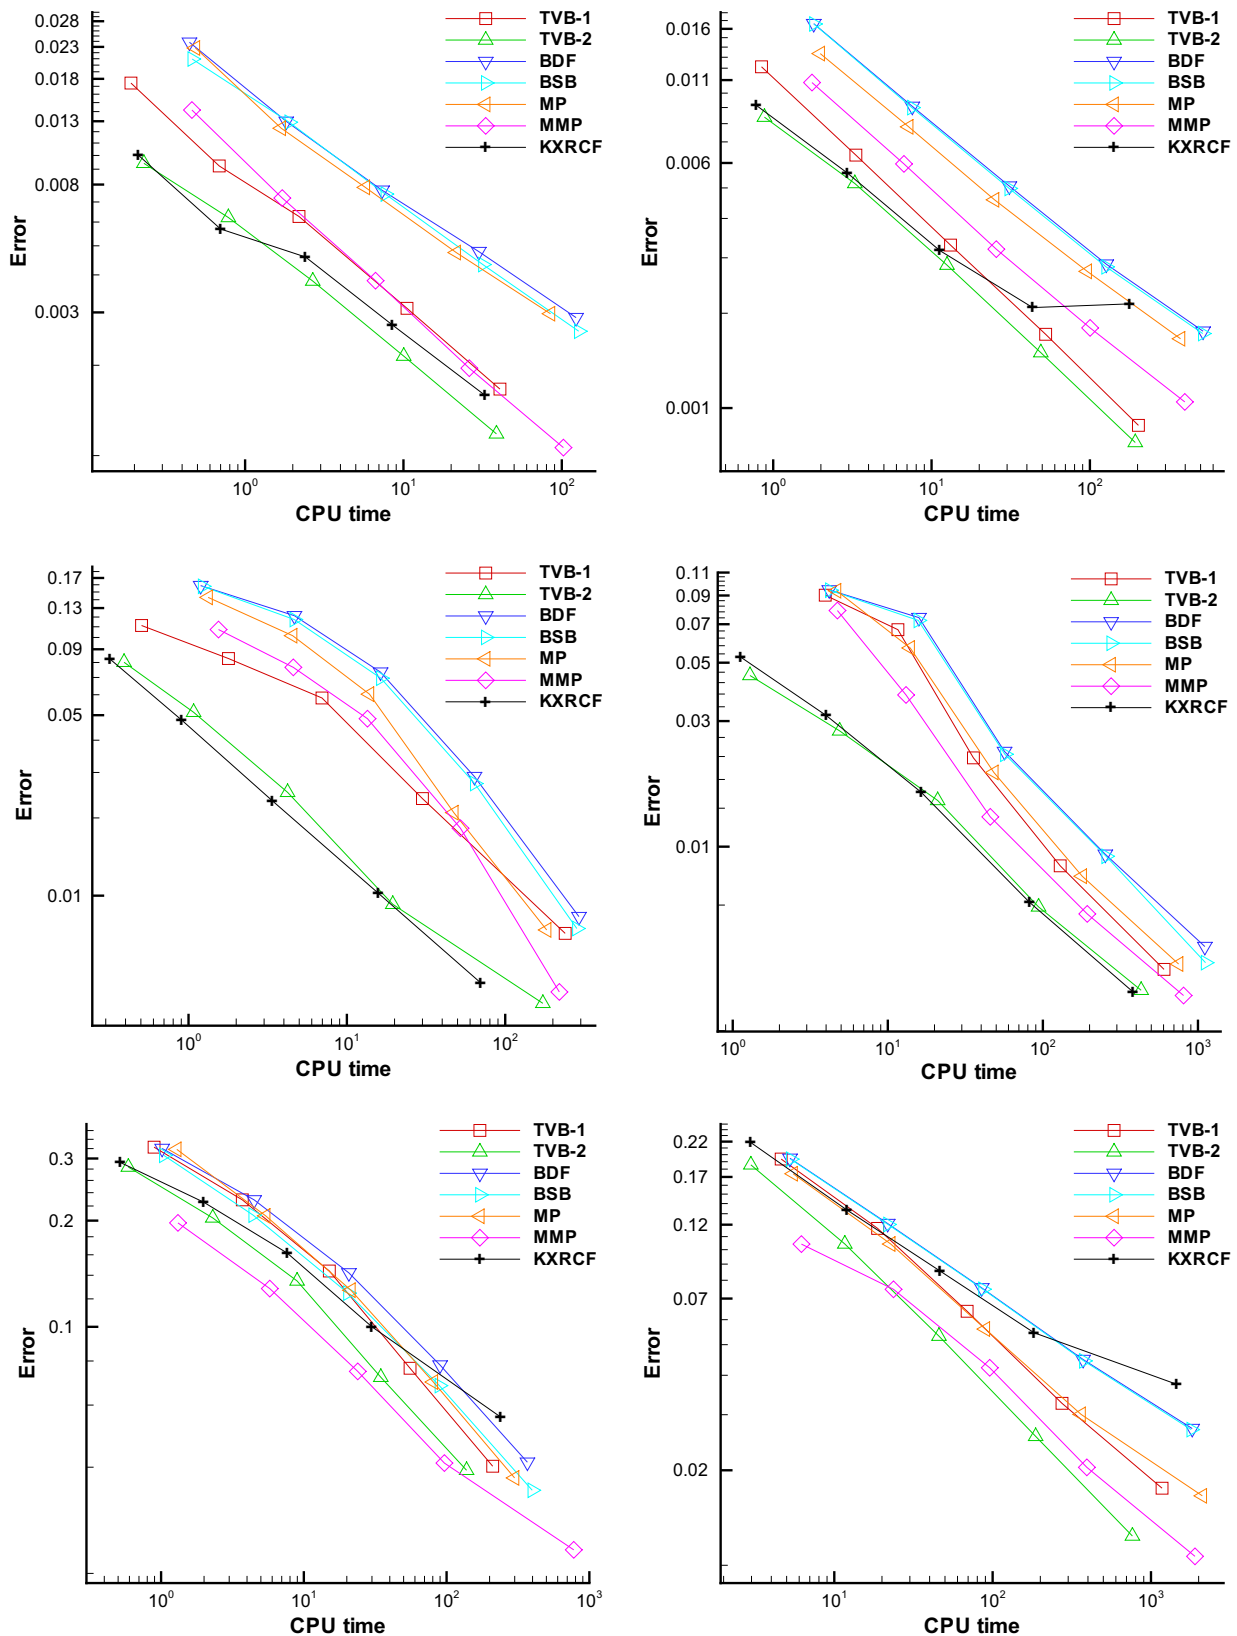 0.028
0.023
0.018
0.013
0.008
0.003
Error
10⁰
10¹
10²
CPU time
TVB-1
TVB-2
BDF
BSB
MP
MMP
KXRCF
0.016
0.011
0.006
0.001
Error
10⁰
10¹
10²
CPU time
TVB-1
TVB-2
BDF
BSB
MP
MMP
KXRCF
0.17
0.13
0.09
0.05
0.01
Error
10⁰
10¹
10²
CPU time
TVB-1
TVB-2
BDF
BSB
MP
MMP
KXRCF
0.11
0.09
0.07
0.05
0.03
0.01
Error
10⁰
10¹
10²
10³
CPU time
TVB-1
TVB-2
BDF
BSB
MP
MMP
KXRCF
0.3
0.2
0.1
Error
10⁰
10¹
10²
10³
CPU time
TVB-1
TVB-2
BDF
BSB
MP
MMP
KXRCF
0.22
0.17
0.12
0.07
0.02
Error
10¹
10²
10³
CPU time
TVB-1
TVB-2
BDF
BSB
MP
MMP
KXRCF